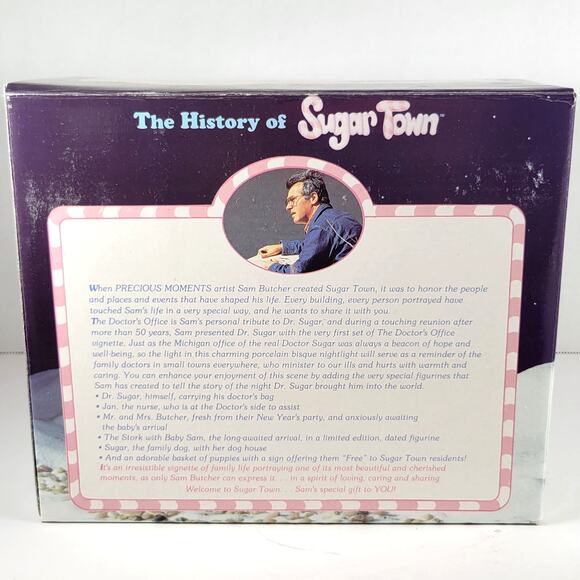 The History of Sugar Town™
When PRECIOUS MOMENTS artist Sam Butcher created Sugar Town, it was to honor the people
and places and events that have shaped his life. Every building, every person portrayed have
touched Sam's life in a very special way, and he wants to share it with you.
The Doctor's Office is Sam's personal tribute to Dr. Sugar, and during a touching reunion after
more than 50 years, Sam presented Dr. Sugar with the very first set of The Doctor's Office
vignette. Just as the Michigan office of the real Doctor Sugar was always a beacon of hope and
well-being, so the light in this charming porcelain bisque nightlight will serve as a reminder of the
family doctors in small towns everywhere, who minister to our ills and hurts with warmth and
caring. You can enhance your enjoyment of this scene by adding the very special figurines that
Sam has created to tell the story of the night Dr. Sugar brought him into the world.
• Dr. Sugar, himself, carrying his doctor's bag
• Jan, the nurse, who is at the Doctor's side to assist
• Mr. and Mrs. Butcher, fresh from their New Year's party, and anxiously awaiting
the baby's arrival
• The Stork with Baby Sam, the long-awaited arrival, in a limited edition, dated figurine
• Sugar, the family dog, with her dog house
• And an adorable basket of puppies with a sign offering them "Free" to Sugar Town residents!
It's an irresistible vignette of family life portraying one of its most beautiful and cherished
moments, as only Sam Butcher can express it. . . in a spirit of loving, caring and sharing
Welcome to Sugar Town. . . Sam's special gift to YOU!